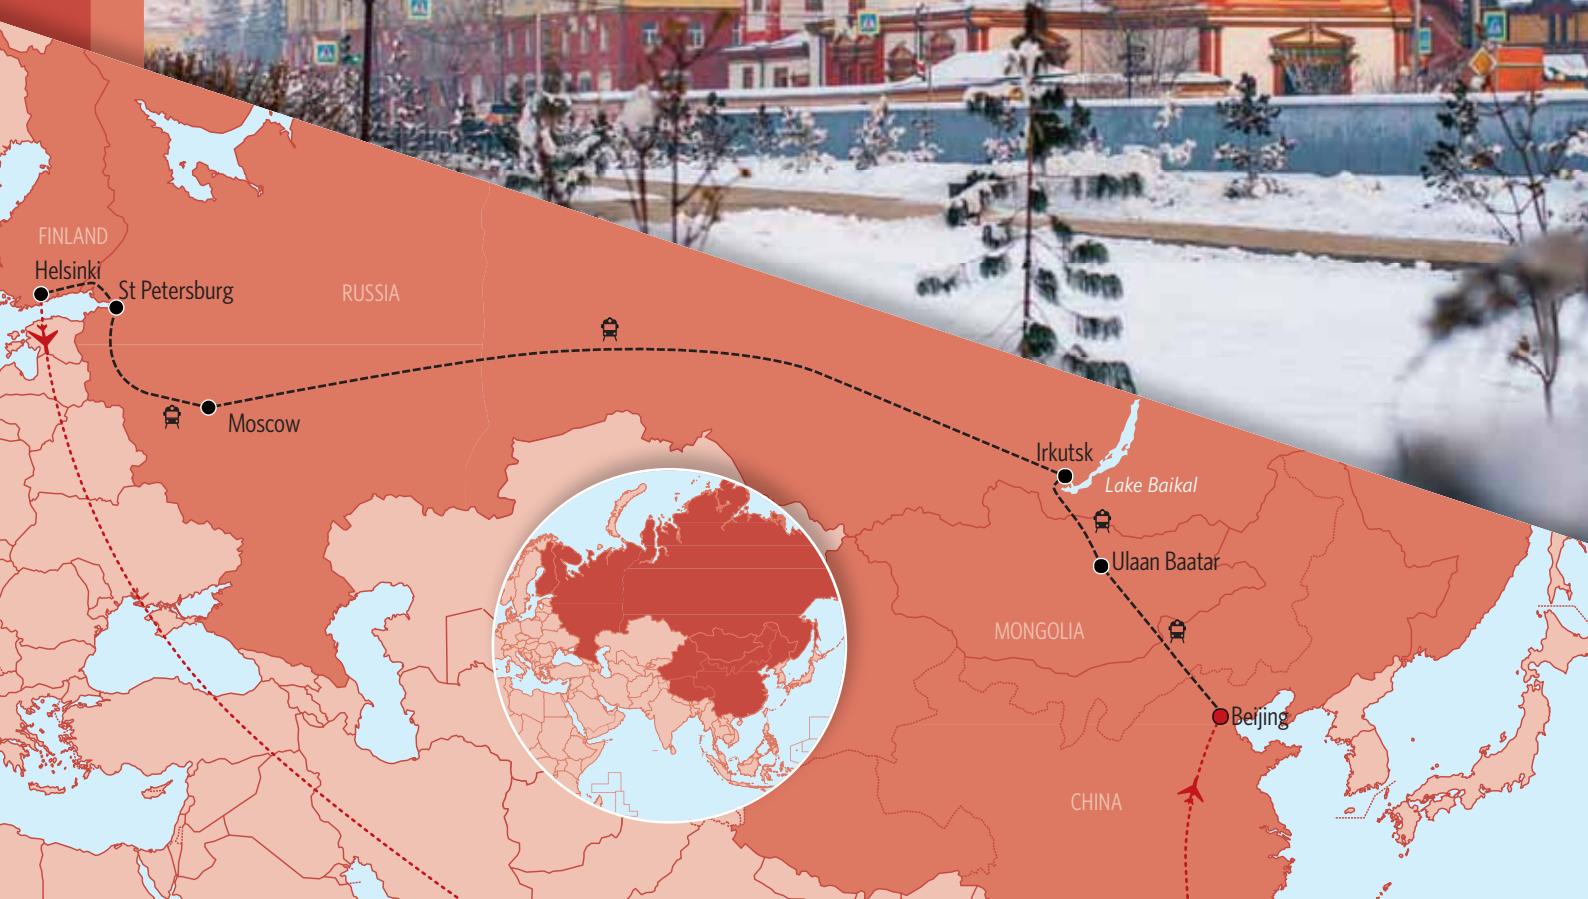 FINLAND
Helsinki
St Petersburg
RUSSIA
Moscow
Irkutsk
Lake Baikal
Ulaan Baatar
MONGOLIA
Beijing
CHINA